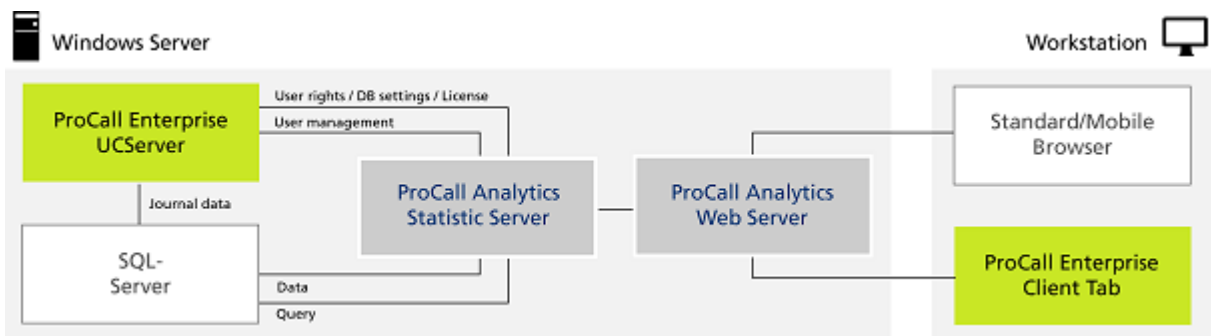 Windows Server
Workstation
User rights / DB settings / License
User management
ProCall Enterprise
UCServer
Standard/Mobile
Browser
ProCall Analytics
Statistic Server
ProCall Analytics
Web Server
Journal data
SQL-
Server
Data
Query
ProCall Enterprise
Client Tab